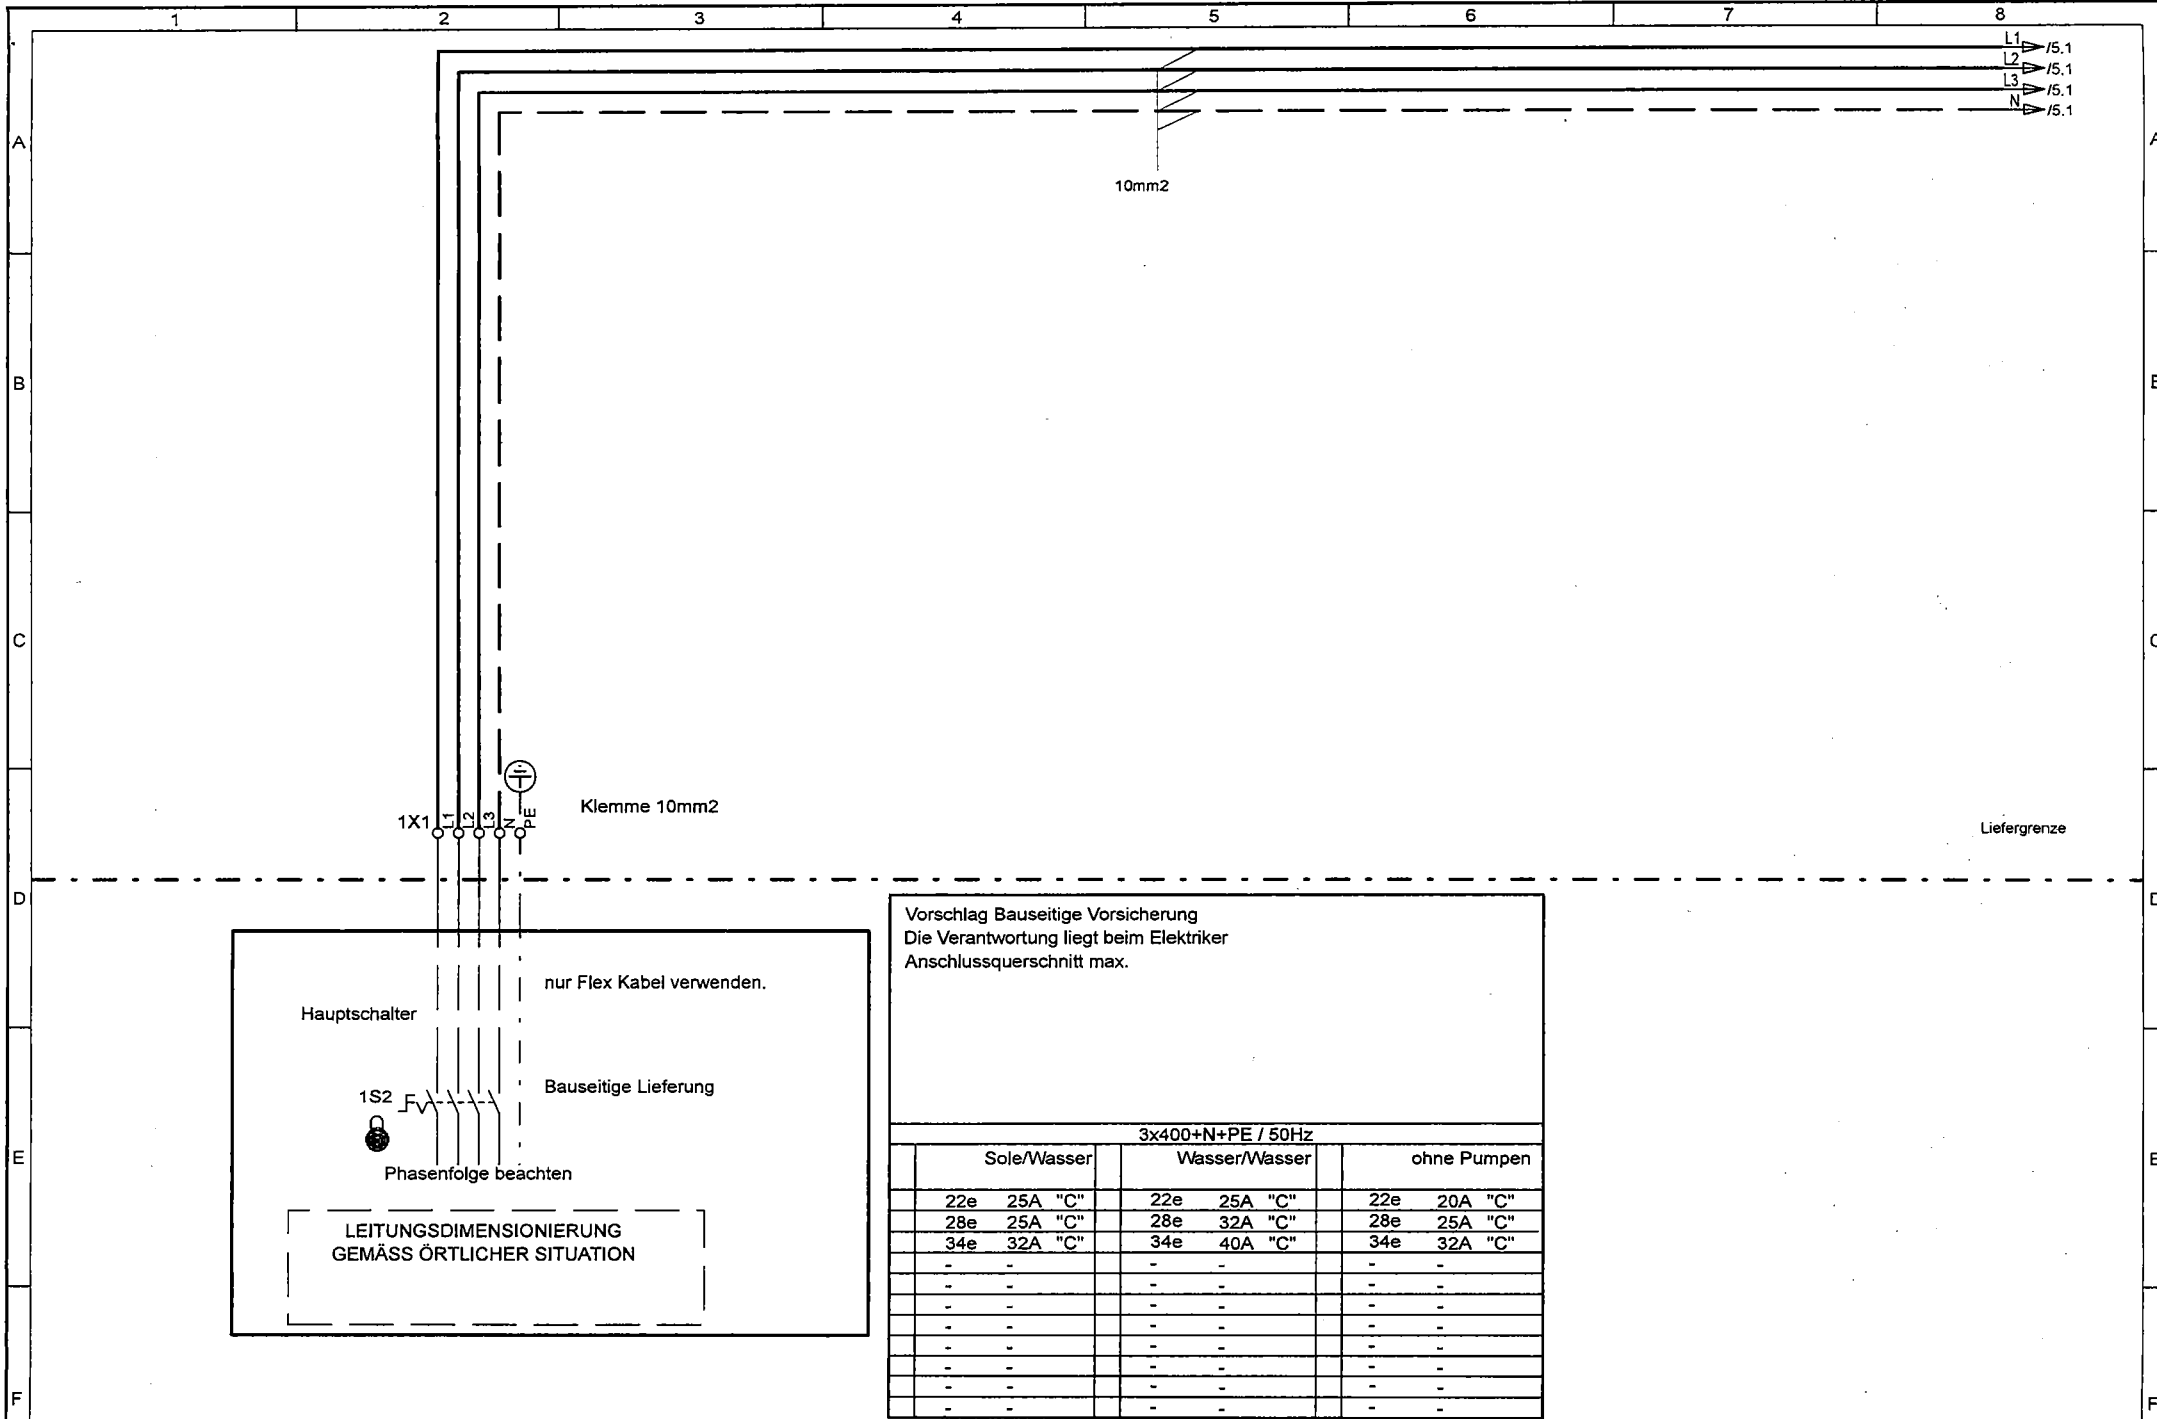 1 2 3 4 5 6 7 8
L1 /5.1
L2 /5.1
L3 /5.1
N /5.1
A A
10mm2
B
C
Klemme 10mm2
1X1 L1 L2 L3 N PE
Liefergrenze
D
Vorschlag Bauseitige Vorsicherung
Die Verantwortung liegt beim Elektriker
Anschlussquerschnitt max.
nur Flex Kabel verwenden.
Hauptschalter
Bauseitige Lieferung
1S2
3x400+N+PE / 50Hz
E
Sole/Wasser Wasser/Wasser ohne Pumpen
Phasenfolge beachten
22e 25A "C" 22e 25A "C" 22e 20A "C"
28e 25A "C" 28e 32A "C" 28e 25A "C"
34e 32A "C" 34e 40A "C" 34e 32A "C"
LEITUNGSDIMENSIONIERUNG
GEMÄSS ÖRTLICHER SITUATION
- - - - - -
- - - - - -
- - - - - -
- - - - - -
- - - - - -
- - - - - -
- - - - - -
- - - - - -
F F